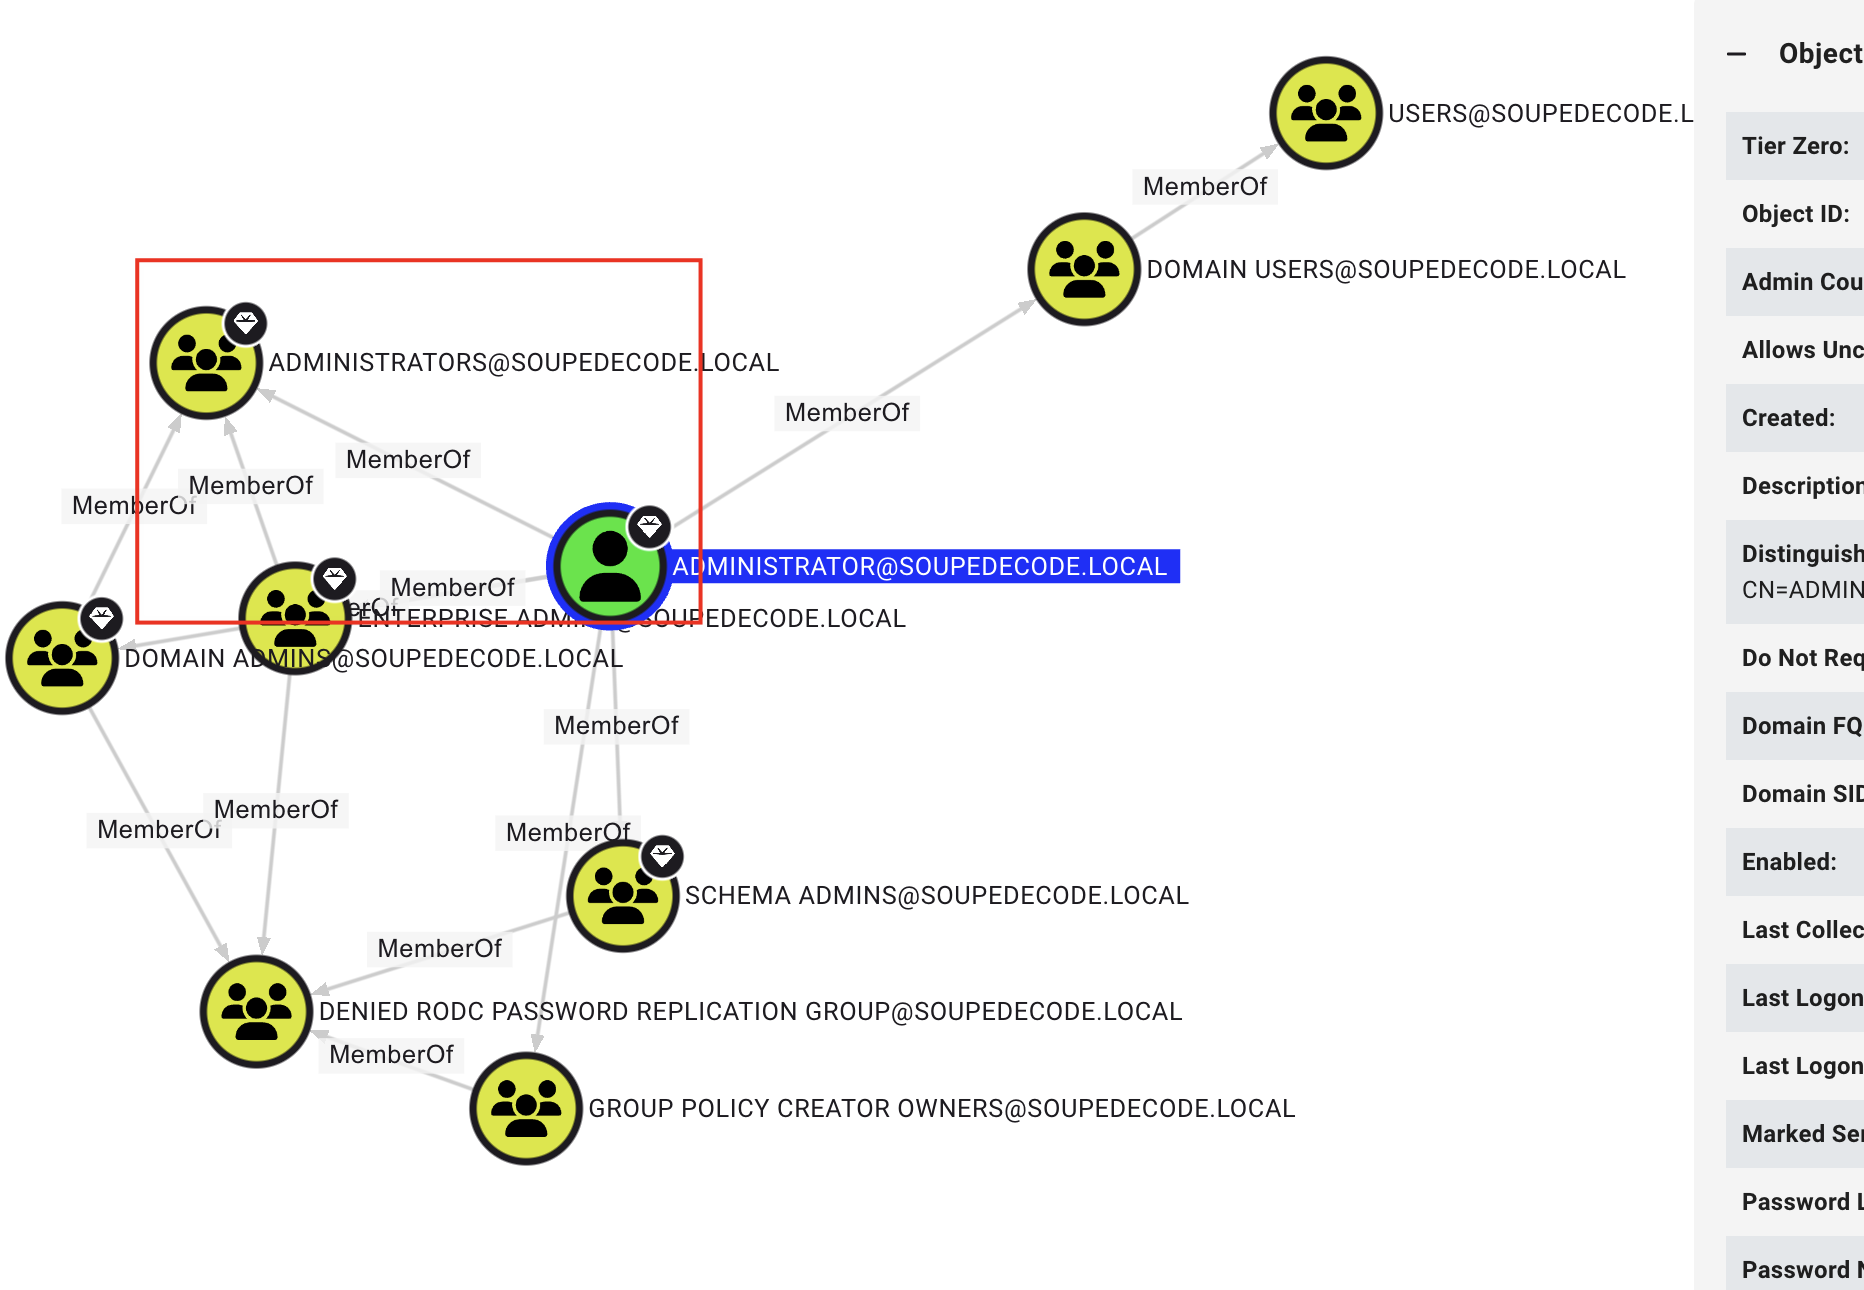 Object
USERS@SOUPEDECODE.L
Tier Zero:
MemberOf
Object ID:
DOMAIN USERS@SOUPEDECODE.LOCAL
Admin Cou
ADMINISTRATORS@SOUPEDECODE.LOCAL
Allows Unc
MemberOf
Created:
MemberOf
MemberOf
Description
MemberOf
Distinguish
ADMINISTRATOR@SOUPEDECODE.LOCAL
MemberOf
CN=ADMIN
erOf
ENTERPRISE ADMINS@SOUPEDECODE.LOCAL
DOMAIN ADMINS@SOUPEDECODE.LOCAL
Do Not Req
MemberOf
Domain FQ
Domain SID
MemberOf
MemberOf
MemberOf
Enabled:
SCHEMA ADMINS@SOUPEDECODE.LOCAL
Last Collec
MemberOf
Last Logon
DENIED RODC PASSWORD REPLICATION GROUP@SOUPEDECODE.LOCAL
MemberOf
Last Logon
GROUP POLICY CREATOR OWNERS@SOUPEDECODE.LOCAL
Marked Sen
Password L
Password N